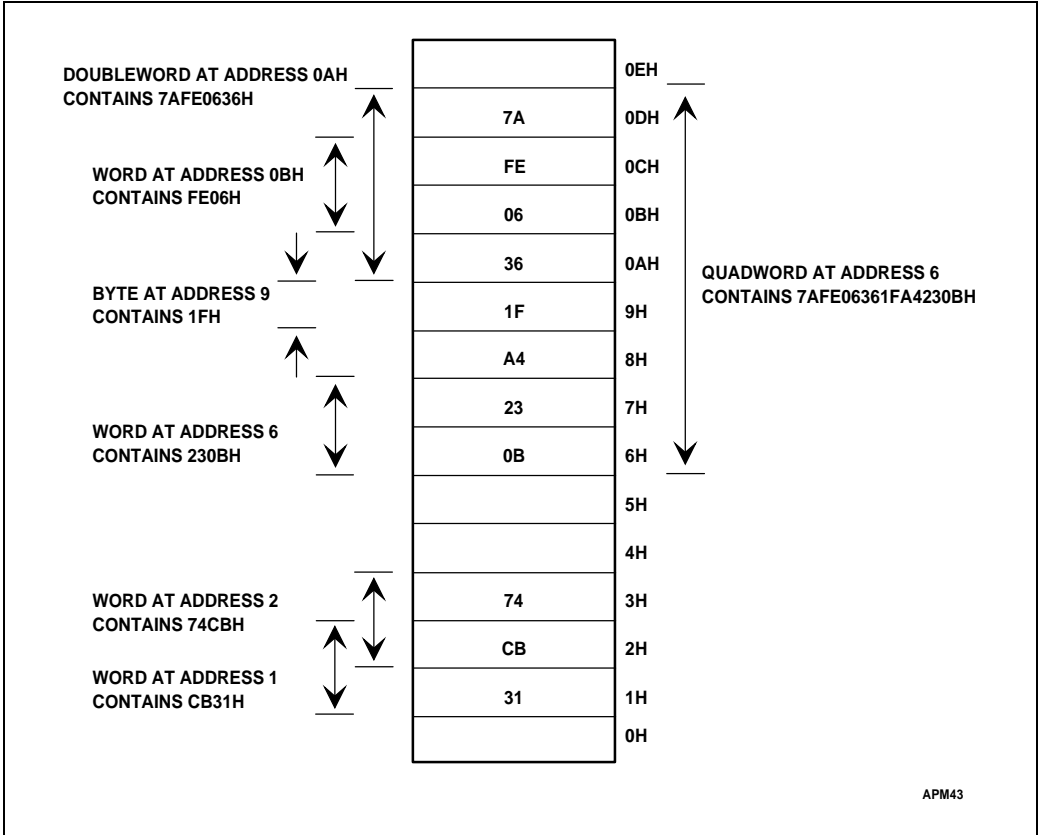 DOUBLEWORD AT ADDRESS 0AH
CONTAINS 7AFE0636H
WORD AT ADDRESS 0BH
CONTAINS FE06H
BYTE AT ADDRESS 9
CONTAINS 1FH
WORD AT ADDRESS 6
CONTAINS 230BH
WORD AT ADDRESS 2
CONTAINS 74CBH
WORD AT ADDRESS 1
CONTAINS CB31H
0EH
7A 0DH
FE 0CH
06 0BH
36 0AH
1F 9H
A4 8H
23 7H
0B 6H
5H
4H
74 3H
CB 2H
31 1H
0H
QUADWORD AT ADDRESS 6
CONTAINS 7AFE06361FA4230BH
APM43